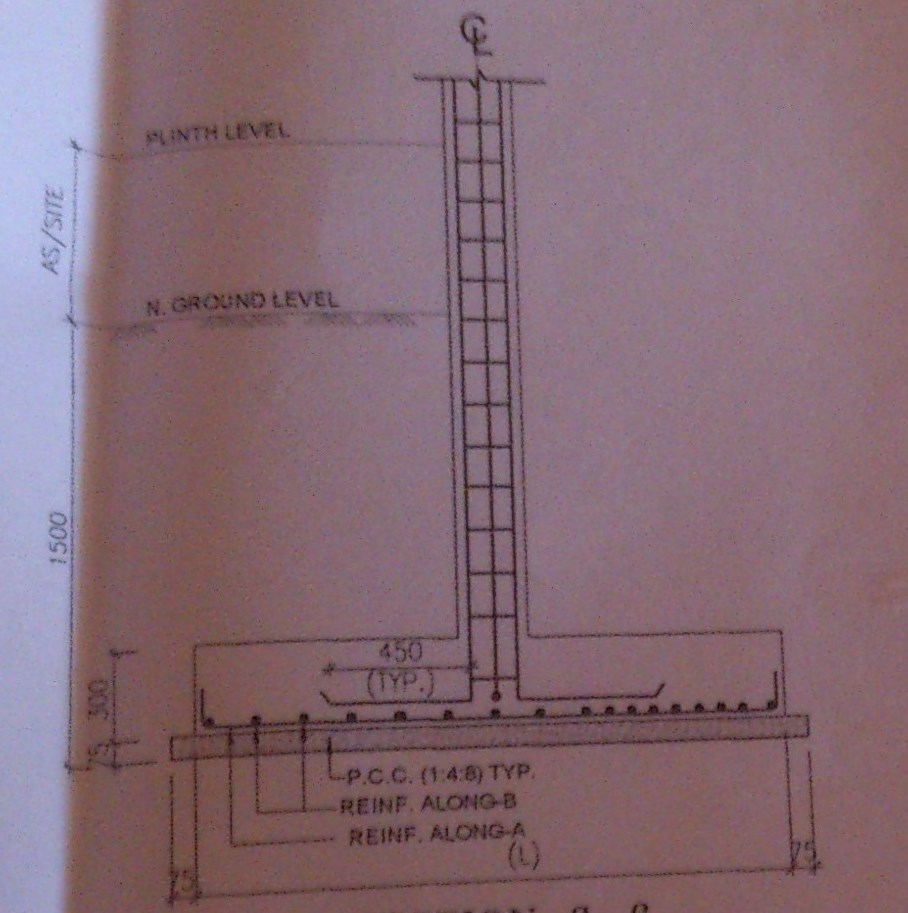 ℄
PLINTH LEVEL
AS/SITE
N. GROUND LEVEL
1500
450
(TYP.)
300
75
P.C.C. (1:4:8) TYP.
REINF. ALONG-B
REINF. ALONG-A
(L)
75
75